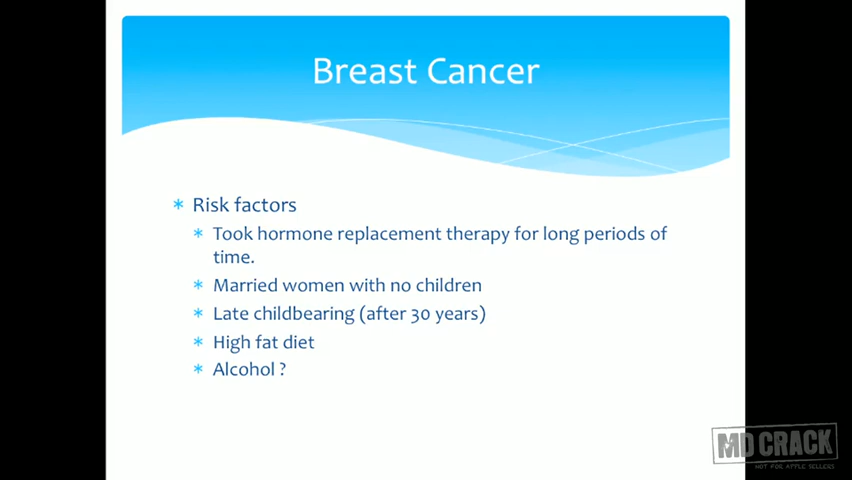 Breast Cancer
* Risk factors
* Took hormone replacement therapy for long periods of
time.
* Married women with no children
* Late childbearing (after 30 years)
* High fat diet
* Alcohol ?
MD CRACK
NOT FOR APPLE SELLERS